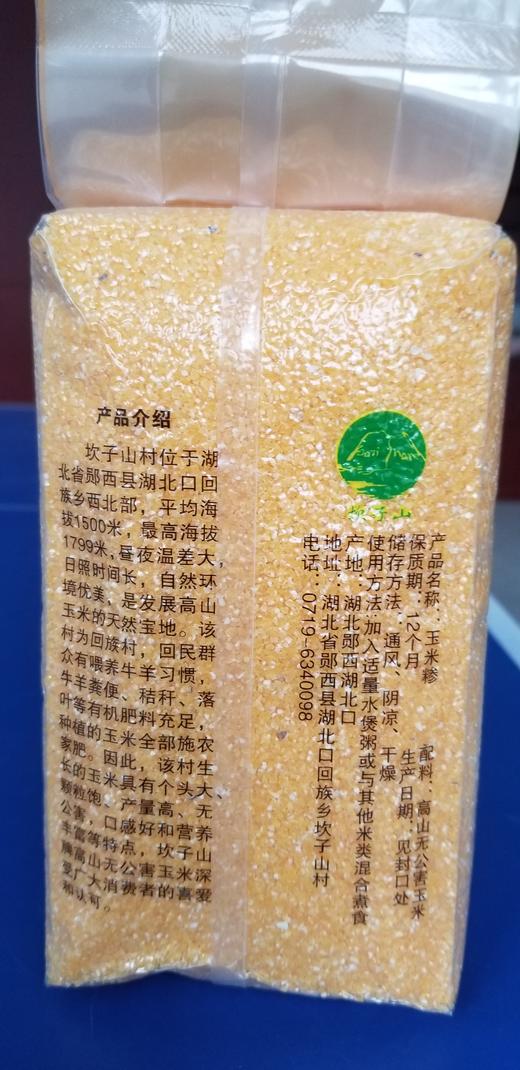 产品介绍
坎子山村位于湖
北省郧西县湖北口回
族乡西北部，平均海
拔1500米，最高海拔
1799米，昼夜温差大，
日照时间长，自然环
境优美，是发展高山
玉米的天然宝地。该
村为回族村，回民群
众有喂养牛羊习惯，
牛羊粪便、秸秆、落
叶等有机肥料充足，
种植的玉米全部施农
家肥。因此，该村生
长的玉米具有个头大、
颗粒饱、产量高、无
公害，口感好和营养
丰富等特点，坎子山
牌高山无公害玉米深
受广大消费者的喜爱
和认可。
坎子山
产品名称：玉米糁
配料：高山无公害玉米
保质期：12个月
生产日期：见封口处
储存方法：通风、阴凉、干燥
使用方法:加入适量水煲粥或与其他米类混合煮食
产地：湖北郧西湖北口
地址：湖北省郧西县湖北口回族乡坎子山村
电话：0719-6340098